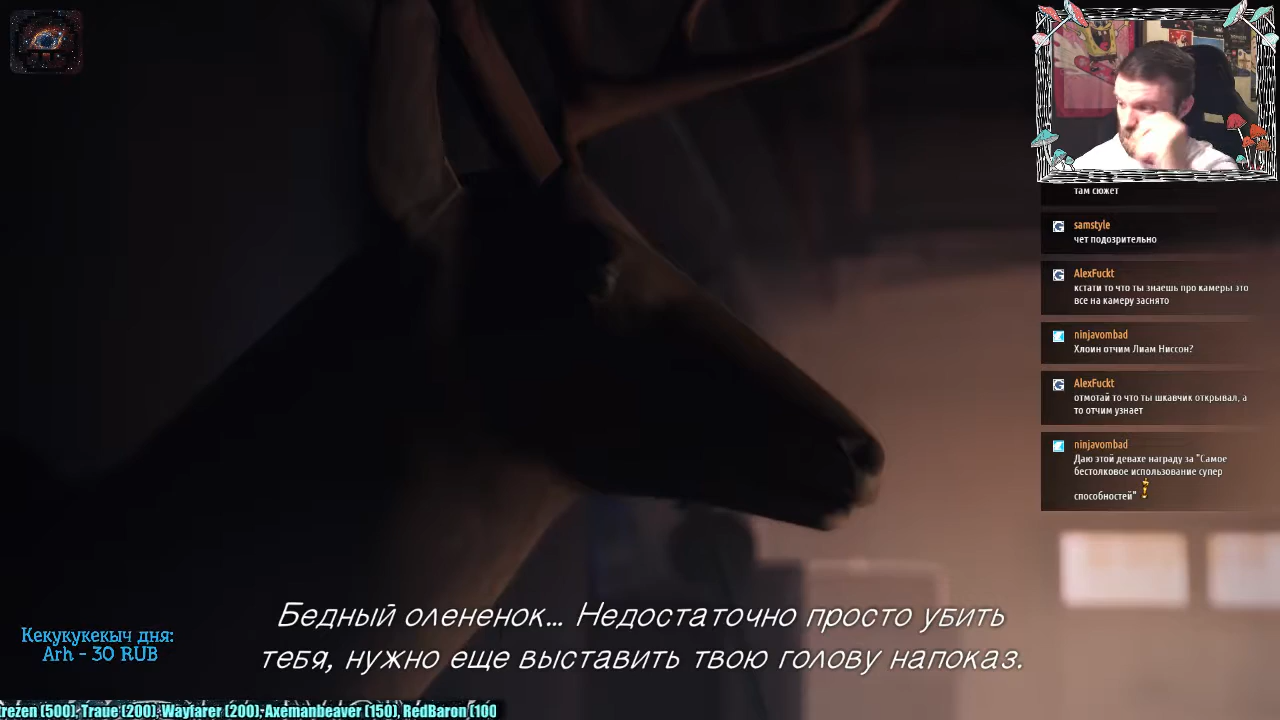 там сюжет
samstyle
чет подозрительно
AlexFuckt
кстати то что ты знаешь про камеры это
все на камеру заснято
ninjavombad
Хлоин отчим Лиам Ниссон?
AlexFuckt
отмотай то что ты шкавчик открывал, а
то отчим узнает
ninjavombad
Даю этой девахе награду за "Самое
бестолковое использование супер
способностей"
Бедный олененок... Недостаточно просто убить
тебя, нужно еще выставить твою голову напоказ.
Кекукукекыч дня:
Arh - 30 RUB
rezen (500), Traue (200), Wayfarer (200), Axemanbeaver (150), RedBaron (100